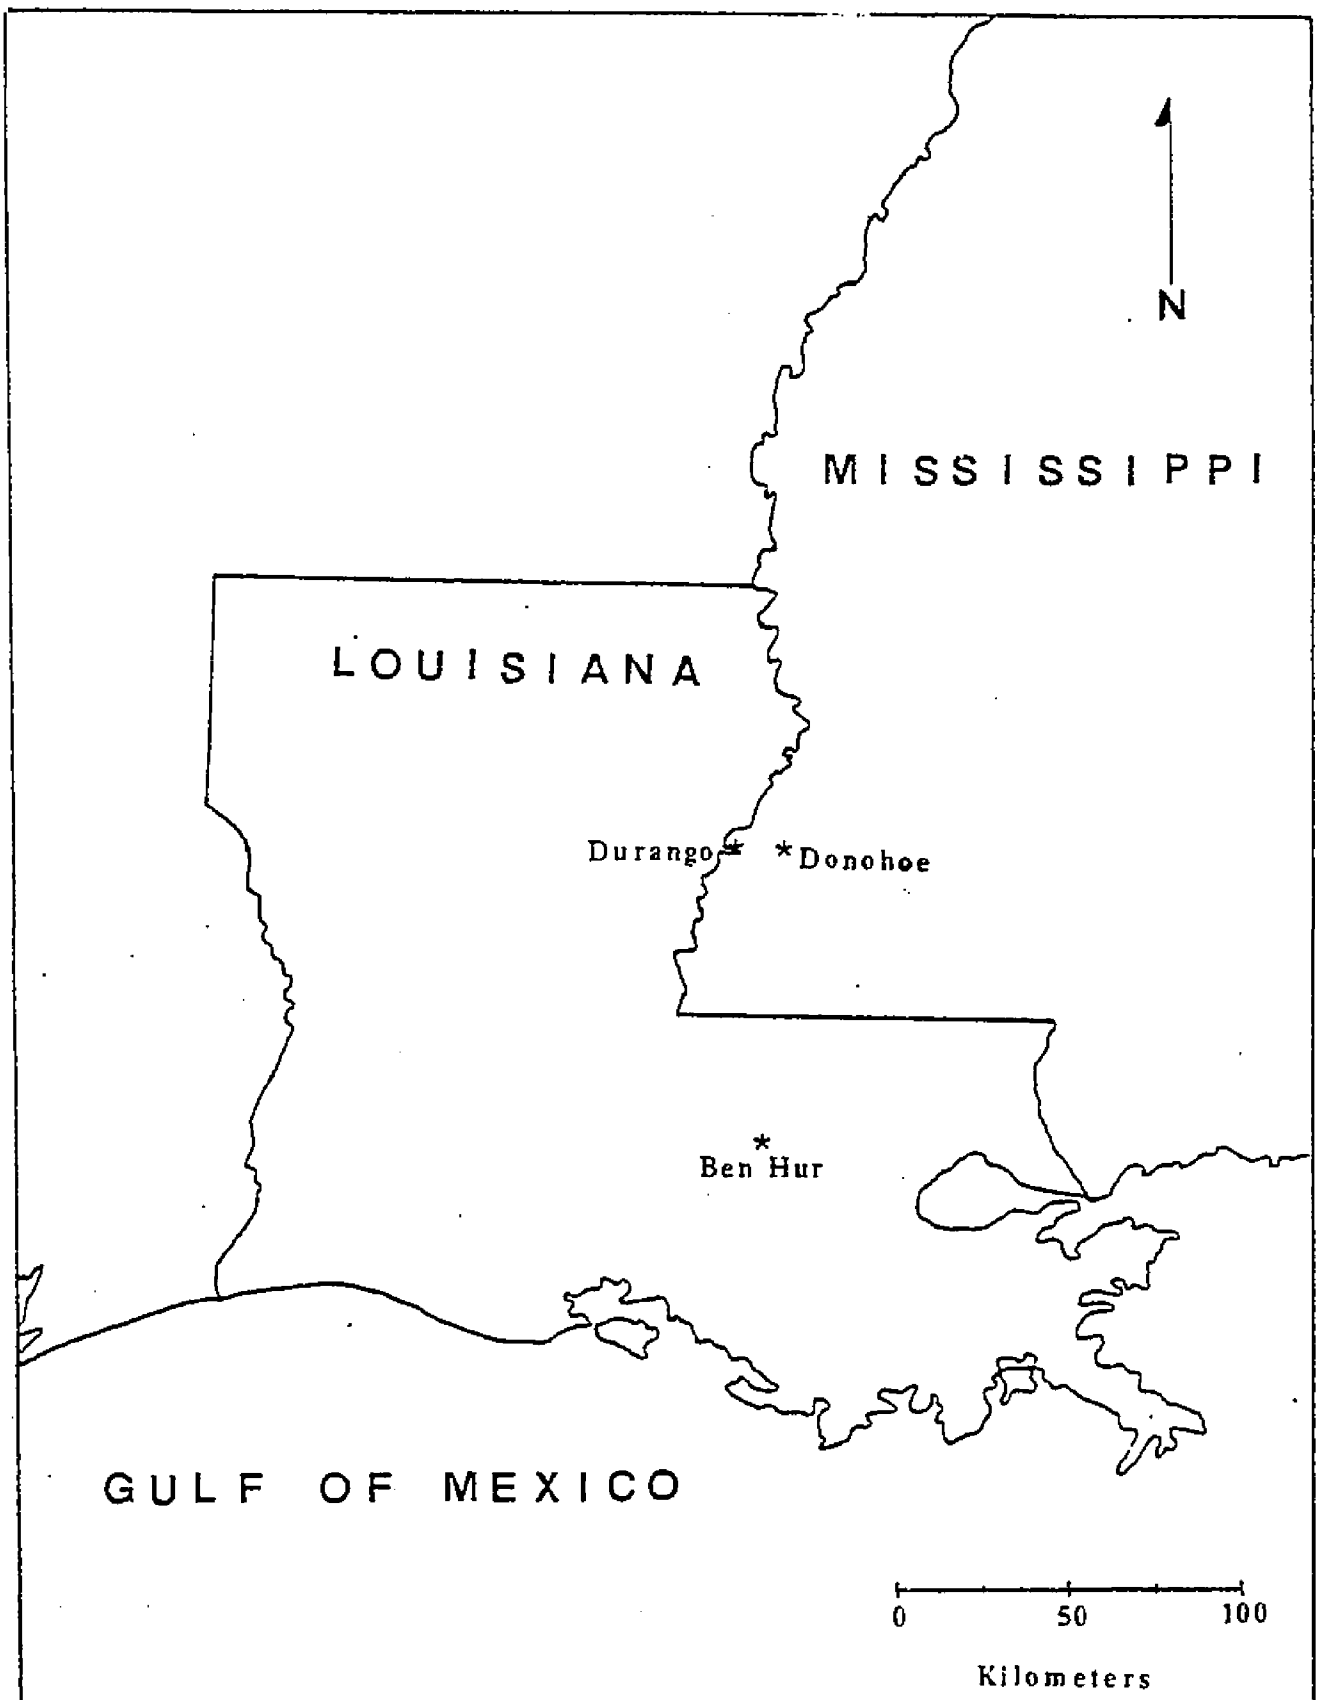 N
MISSISSIPPI
LOUISIANA
Durango * * Donohoe
*
Ben Hur
GULF OF MEXICO
0 50 100
Kilometers